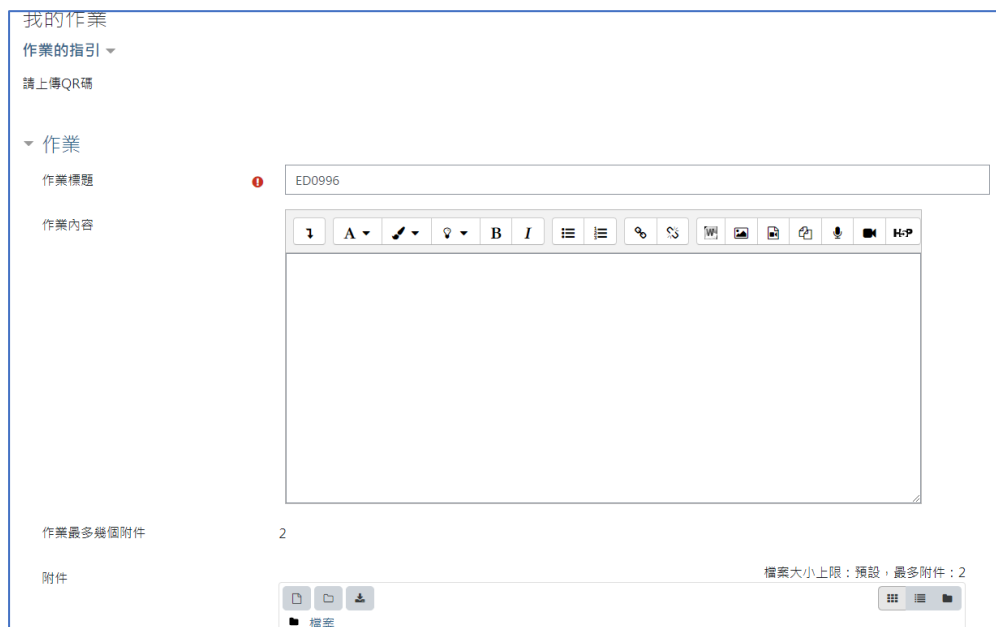 我的作業
作業的指引
請上傳QR碼
作業
作業標題
ED0996
作業內容
A B I W H-P
作業最多幾個附件 2
檔案大小上限：預設，最多附件：2
附件
檔案